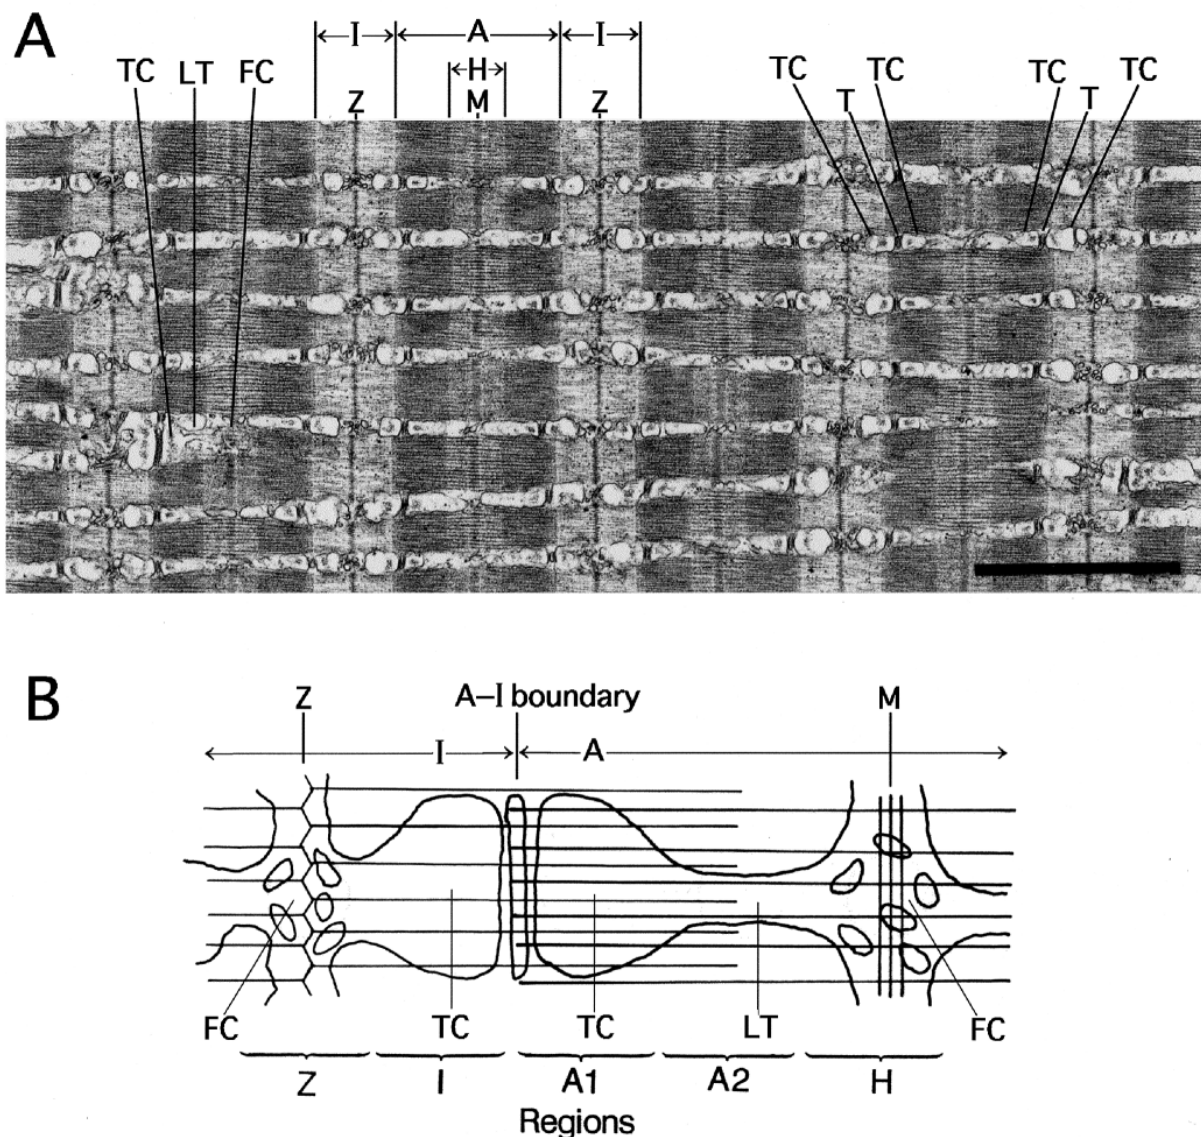 A
I A I
TC LT FC H TC TC TC TC
Z M Z T T
B
Z A–I boundary M
I A
FC TC TC LT FC
Z I A1 A2 H
Regions